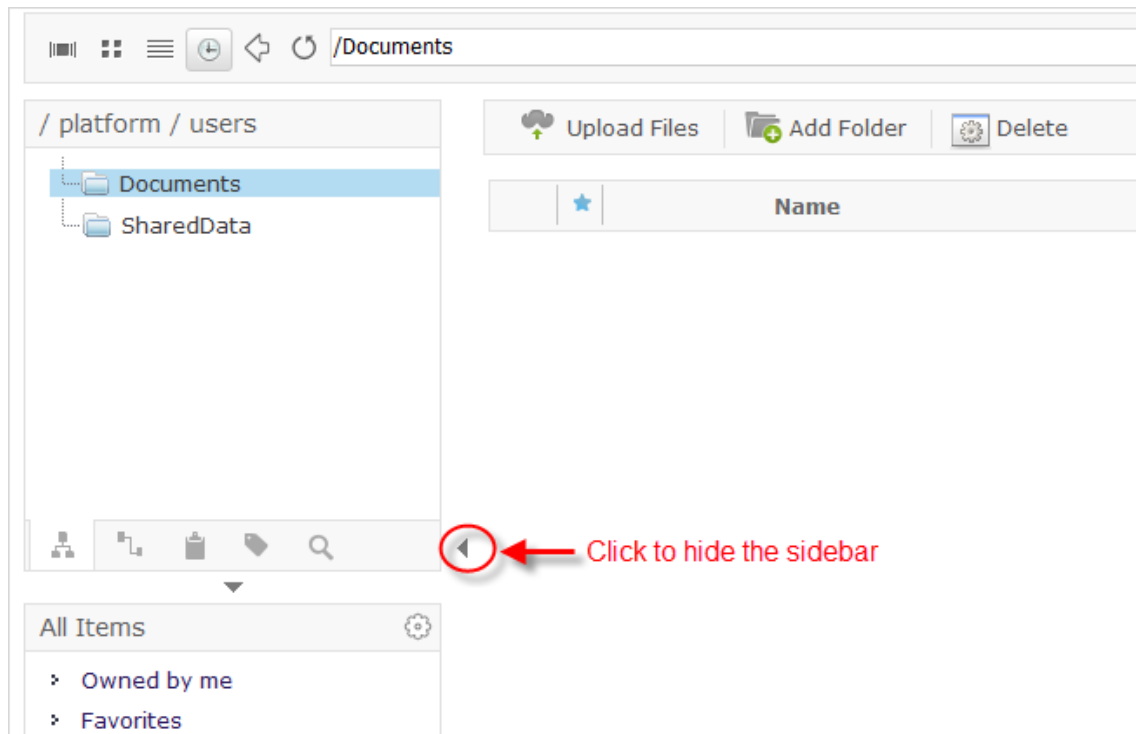 /Documents
/ platform / users
Upload Files
Add Folder
Delete
Documents
SharedData
Name
Click to hide the sidebar
All Items
Owned by me
Favorites